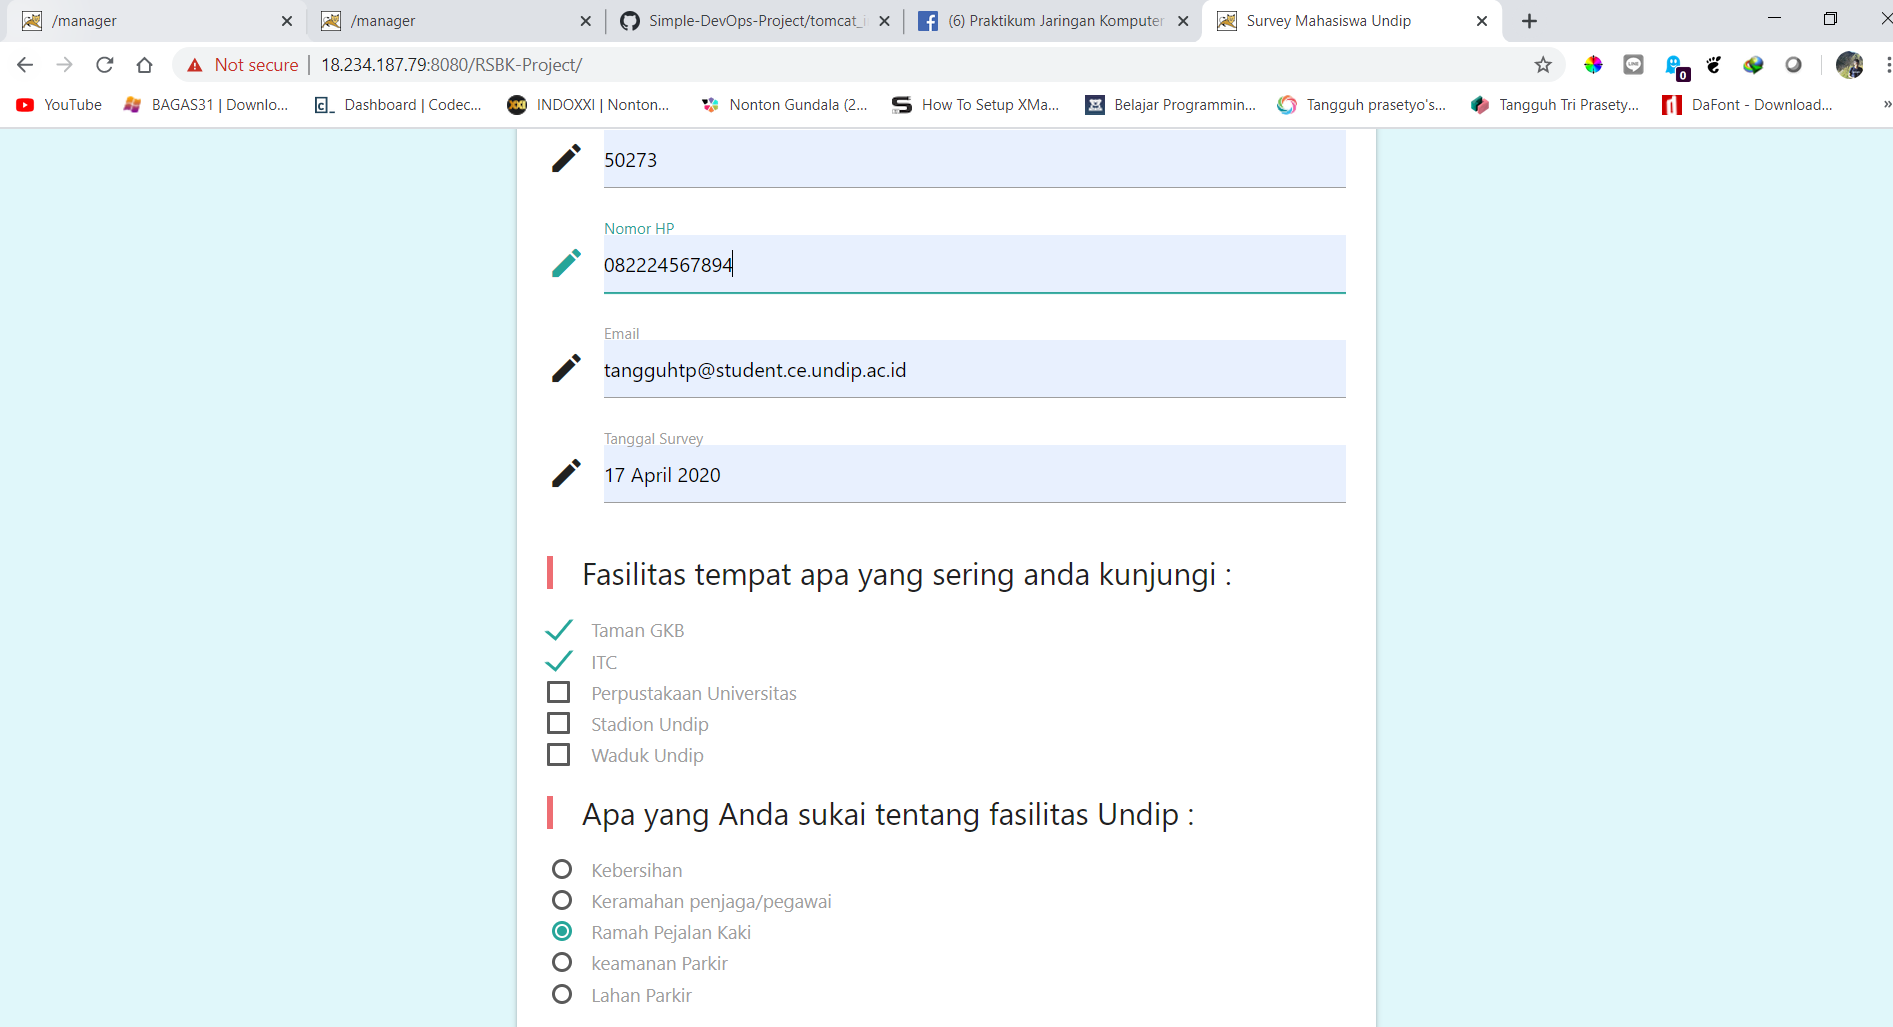 /manager
/manager
Simple-DevOps-Project/tomcat_i
(6) Praktikum Jaringan Komputer
Survey Mahasiswa Undip
Not secure
18.234.187.79:8080/RSBK-Project/
0
YouTube
BAGAS31 | Downlo...
Dashboard | Codec...
INDOXXI | Nonton...
Nonton Gundala (2...
How To Setup XMa...
Belajar Programmin...
Tangguh prasetyo's...
Tangguh Tri Prasety...
DaFont - Download...
»
50273
Nomor HP
082224567894
Email
tangguhtp@student.ce.undip.ac.id
Tanggal Survey
17 April 2020
Fasilitas tempat apa yang sering anda kunjungi :
Taman GKB
ITC
Perpustakaan Universitas
Stadion Undip
Waduk Undip
Apa yang Anda sukai tentang fasilitas Undip :
Kebersihan
Keramahan penjaga/pegawai
Ramah Pejalan Kaki
keamanan Parkir
Lahan Parkir